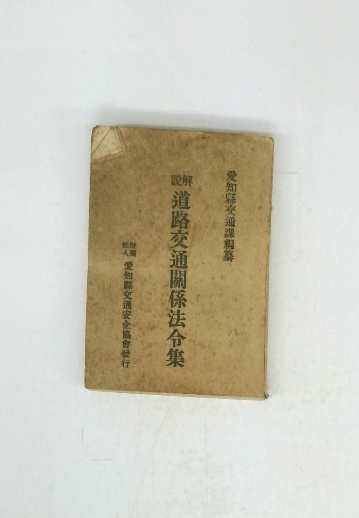 愛知縣交通課編纂
解說
道路交通關係法令集
財團法人
愛知縣交通安全協會發行